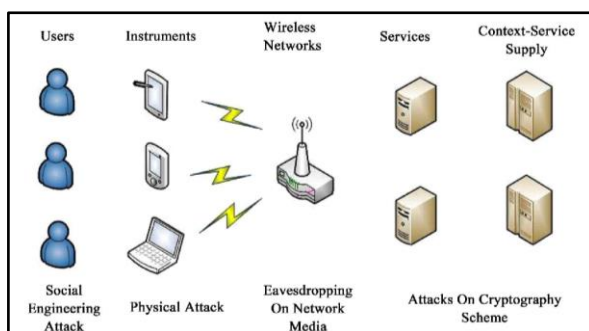 Users
Instruments
Wireless
Networks
Services
Context-Service
Supply
Social
Engineering
Attack
Physical Attack
Eavesdropping
On Network
Media
Attacks On Cryptography
Scheme